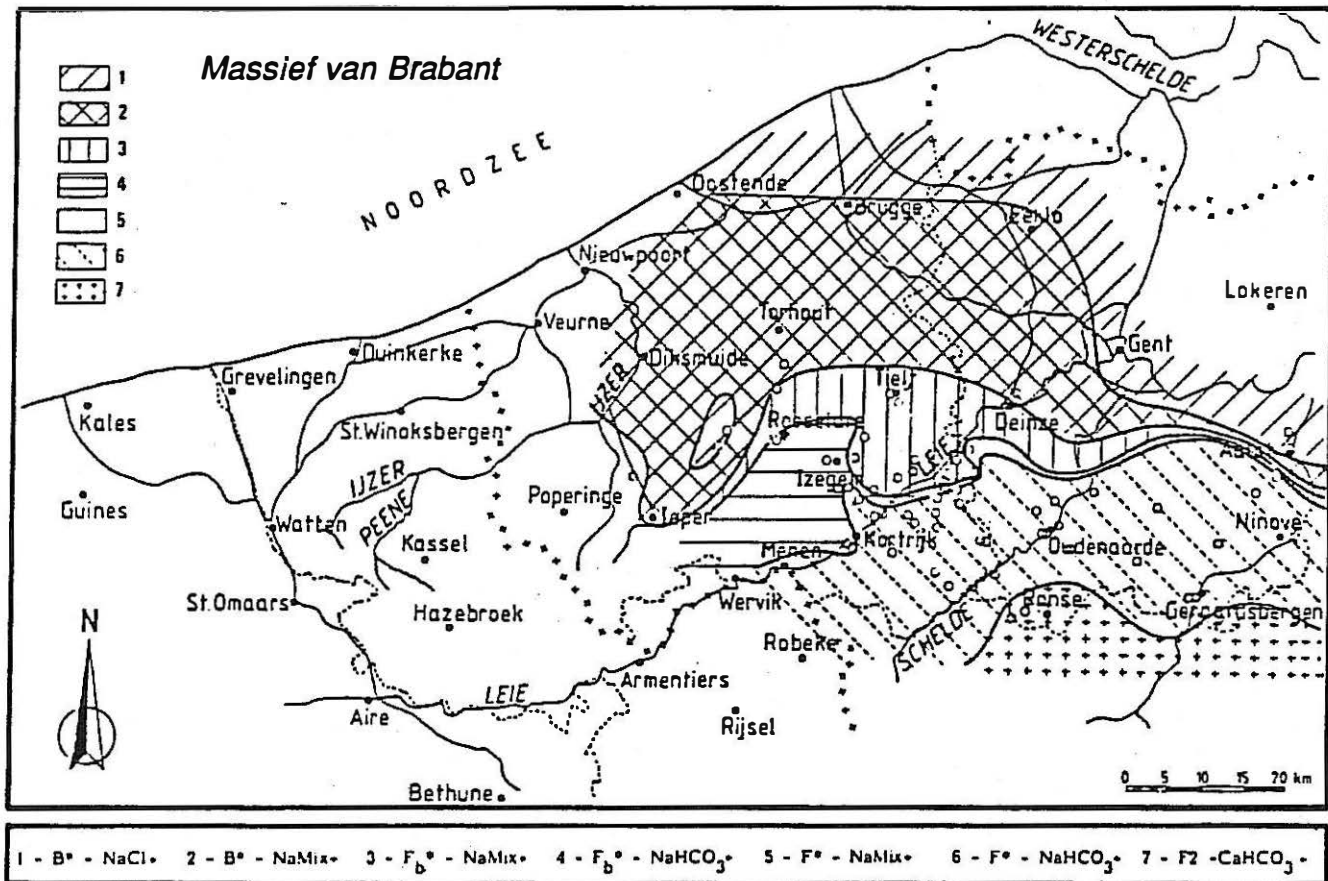 Massief van Brabant
1
2
3
4
5
6
7
WESTERSCHELDE
NOORDZEE
Oostende
Brugge
Eeklo
Nieuwpoort
Lokeren
Torhout
Veurne
Gent
Duinkerke
Diksmuide
Grevelingen
IJZER
Tielt
Kales
Roeselare
Deinze
St.Winoksbergen
LEIE
Aalst
IJZER
Izegem
Poperinge
Guines
PEENE
Ieper
Watten
Ninove
Kassel
Kortrijk
Oudenaarde
Menen
St.Omaars
Wervik
Ronse
Geraardsbergen
N
Hazebroek
SCHELDE
Robeke
Armentiers
LEIE
Aire
Rijsel
0 5 10 15 20 km
Bethune
1 - B* - NaCl+ 2 - B* - NaMix+ 3 - F_b* - NaMix+ 4 - F_b* - NaHCO3+ 5 - F* - NaMix+ 6 - F* - NaHCO3+ 7 - F2 -CaHCO3+